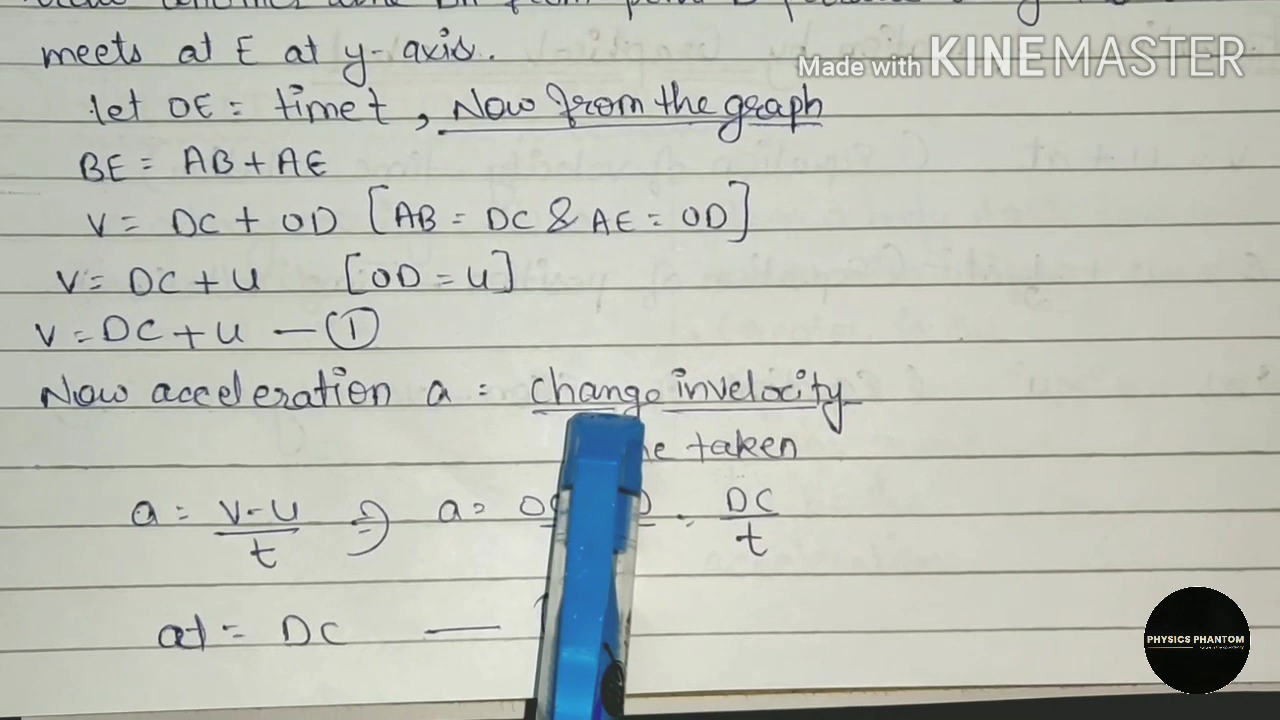 meets at E at y-axis.
Made with KINEMASTER
let OE = time t, Now from the graph
BE = AB + AE
V = DC + OD [AB = DC & AE = OD]
V = DC + U [OD = U]
V = DC + U — ①
Now acceleration a = change in velocity
taken
a = V-U / t ⇒ a = DC / t
at = DC —
PHYSICS PHANTOM